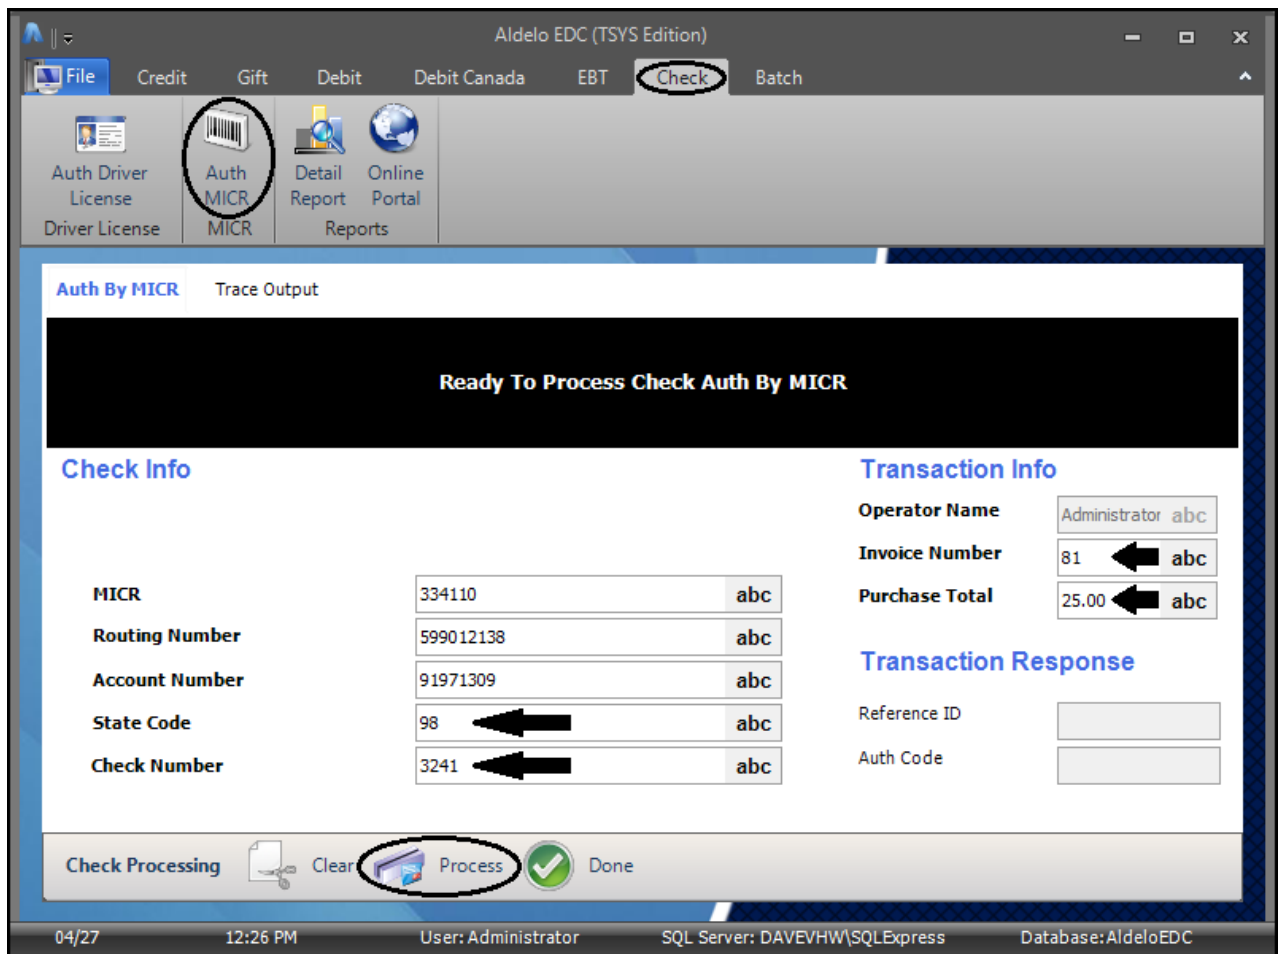 Aldelo EDC (TSYS Edition)
File Credit Gift Debit Debit Canada EBT Check Batch
Auth Driver License
Auth MICR
Detail Report
Online Portal
Driver License MICR Reports
Auth By MICR Trace Output
Ready To Process Check Auth By MICR
Check Info
MICR 334110 abc
Routing Number 599012138 abc
Account Number 91971309 abc
State Code 98 abc
Check Number 3241 abc
Transaction Info
Operator Name Administrator abc
Invoice Number 81 abc
Purchase Total 25.00 abc
Transaction Response
Reference ID
Auth Code
Check Processing Clear Process Done
04/27 12:26 PM User: Administrator SQL Server: DAVEVHW\SQLExpress Database:AldeloEDC